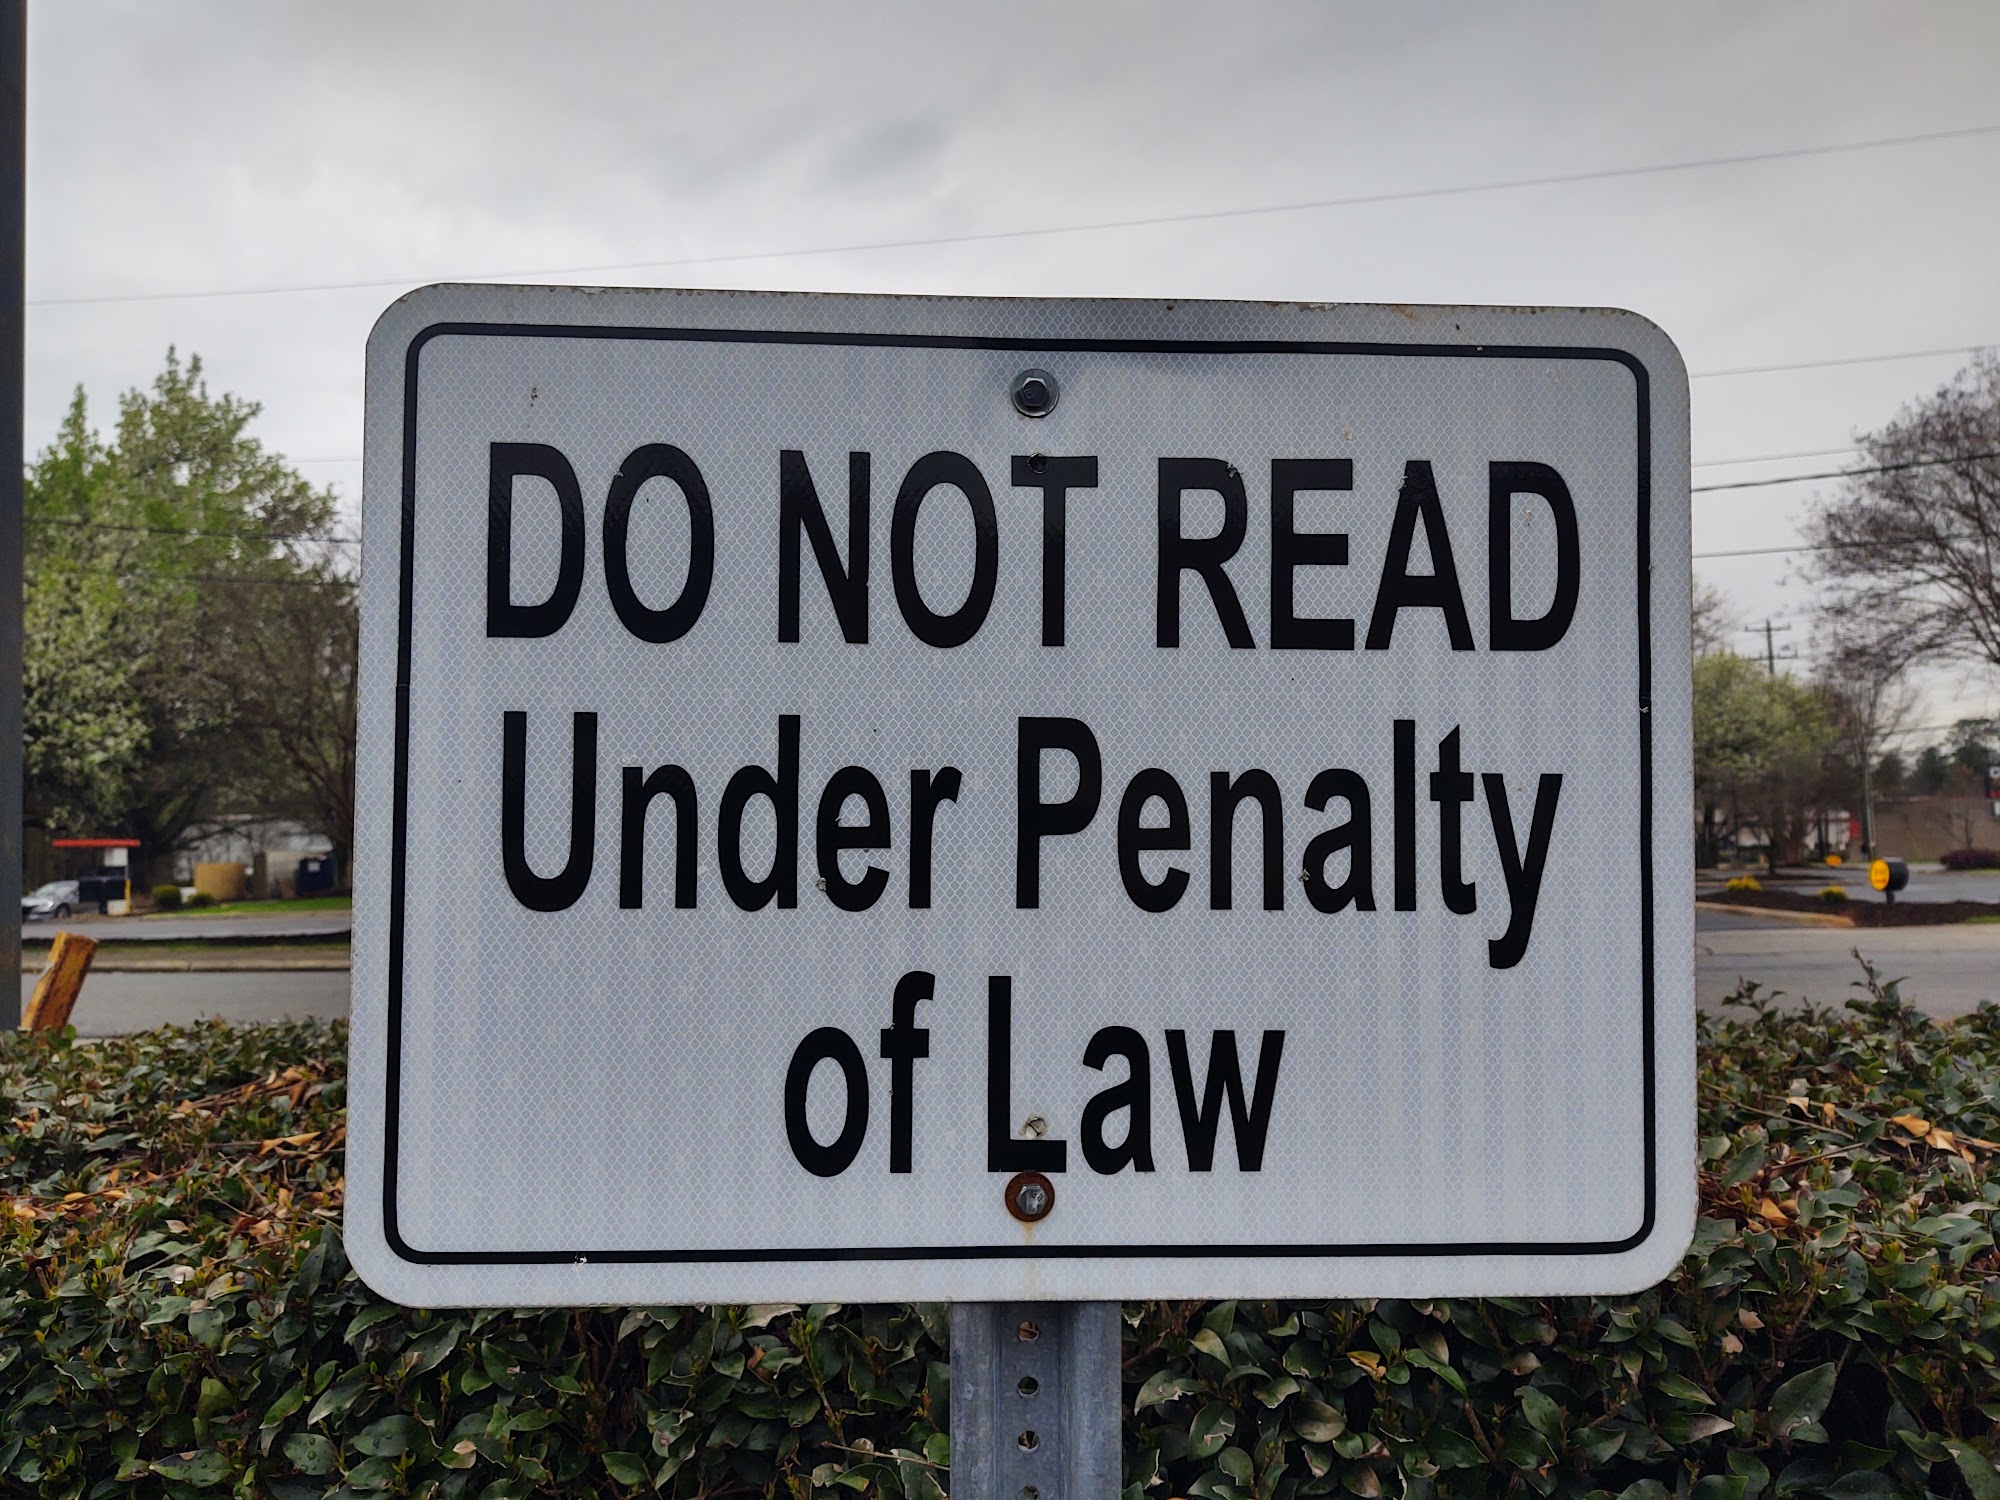 DO NOT READ
Under Penalty
of Law